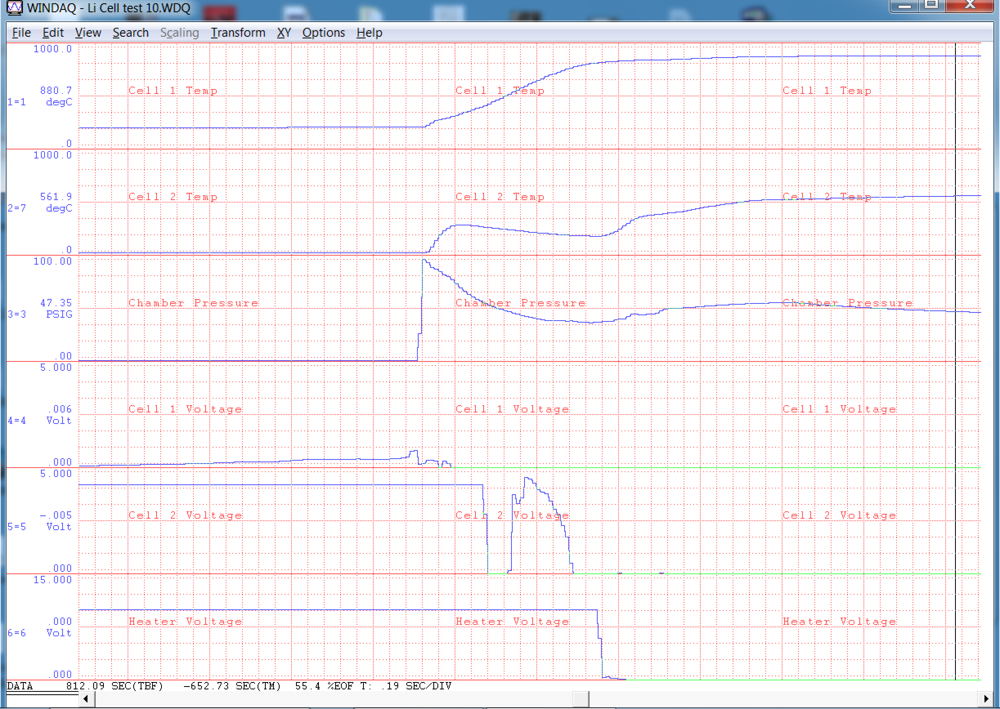 WINDAQ - Li Cell test 10.WDQ
File Edit View Search Scaling Transform XY Options Help
1000.0
880.7 Cell 1 Temp Cell 1 Temp Cell 1 Temp
1=1 degC
.0
1000.0
561.9 Cell 2 Temp Cell 2 Temp Cell 2 Temp
2=7 degC
.0
100.00
47.35 Chamber Pressure Chamber Pressure Chamber Pressure
3=3 PSIG
.00
5.000
.006 Cell 1 Voltage Cell 1 Voltage Cell 1 Voltage
4=4 Volt
.000
5.000
-.005 Cell 2 Voltage Cell 2 Voltage Cell 2 Voltage
5=5 Volt
.000
15.000
.000 Heater Voltage Heater Voltage Heater Voltage
6=6 Volt
.000
DATA 812.09 SEC(TBF) -652.73 SEC(TM) 55.4 %EOF T: .19 SEC/DIV